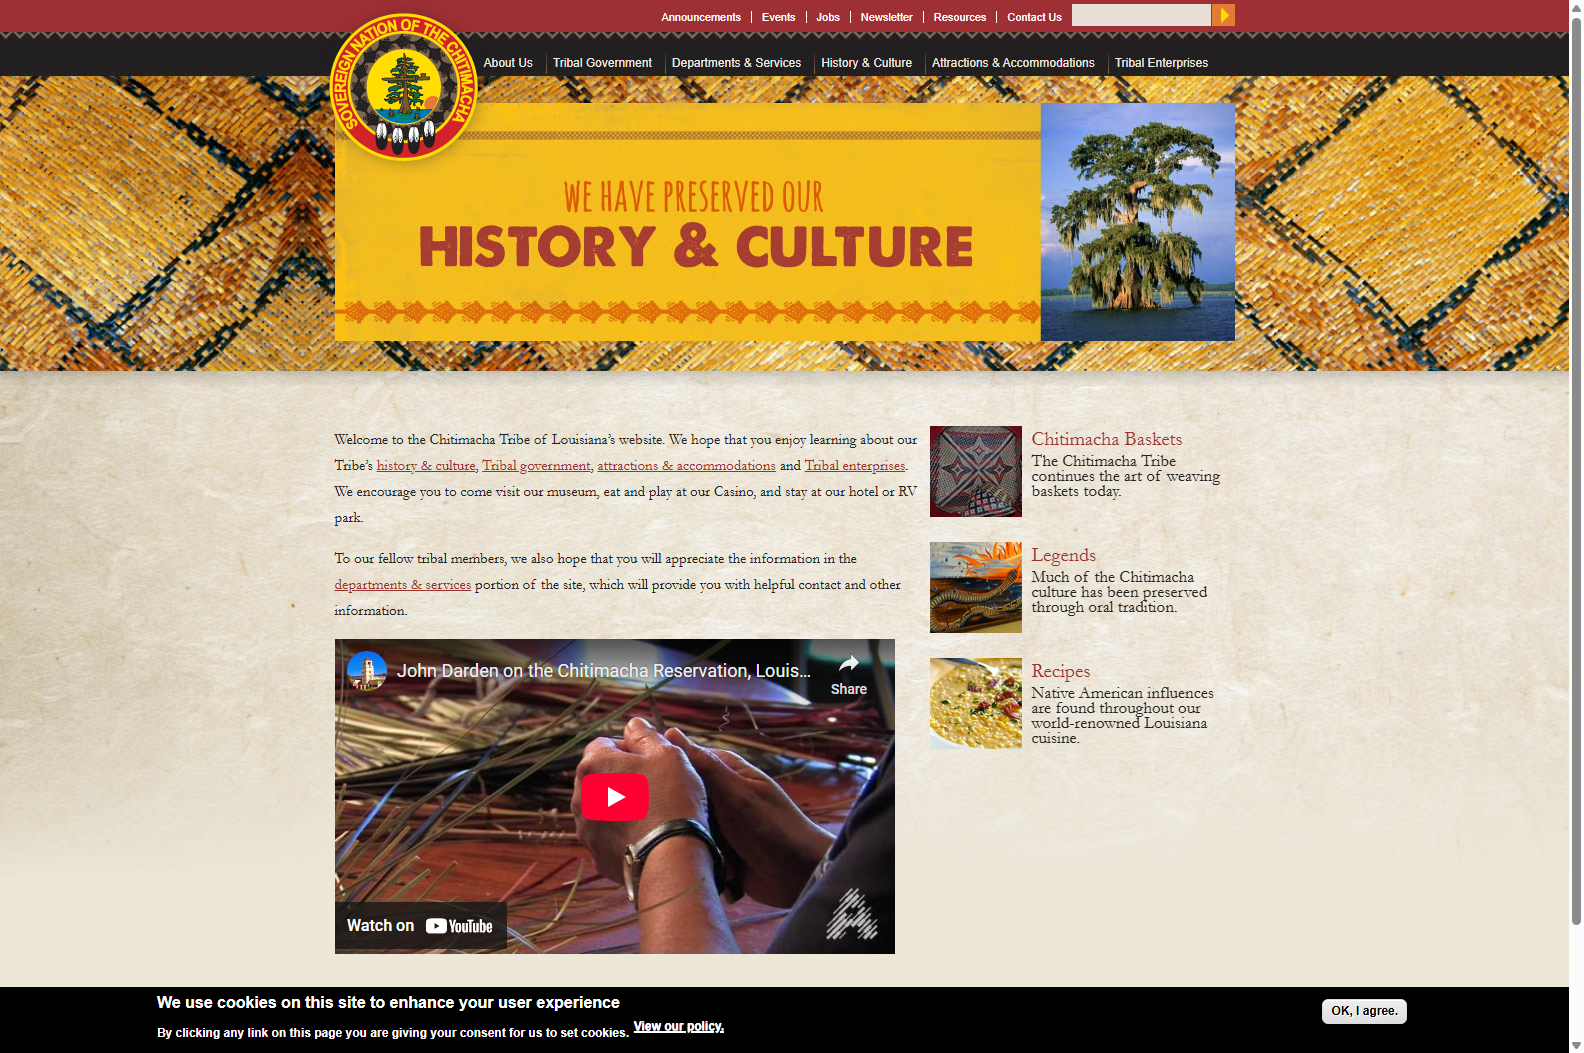 Announcements
Events
Jobs
Newsletter
Resources
Contact Us
SOVEREIGN NATION OF THE CHITIMACHA
About Us
Tribal Government
Departments & Services
History & Culture
Attractions & Accommodations
Tribal Enterprises
WE HAVE PRESERVED OUR
HISTORY & CULTURE
Welcome to the Chitimacha Tribe of Louisiana's website. We hope that you enjoy learning about our
Tribe's history & culture, Tribal government, attractions & accommodations and Tribal enterprises.
We encourage you to come visit our museum, eat and play at our Casino, and stay at our hotel or RV
park.
To our fellow tribal members, we also hope that you will appreciate the information in the
departments & services portion of the site, which will provide you with helpful contact and other
information.
John Darden on the Chitimacha Reservation, Louis...
Share
Watch on YouTube
Chitimacha Baskets
The Chitimacha Tribe
continues the art of weaving
baskets today.
Legends
Much of the Chitimacha
culture has been preserved
through oral tradition.
Recipes
Native American influences
are found throughout our
world-renowned Louisiana
cuisine.
We use cookies on this site to enhance your user experience
By clicking any link on this page you are giving your consent for us to set cookies. View our policy.
OK, I agree.